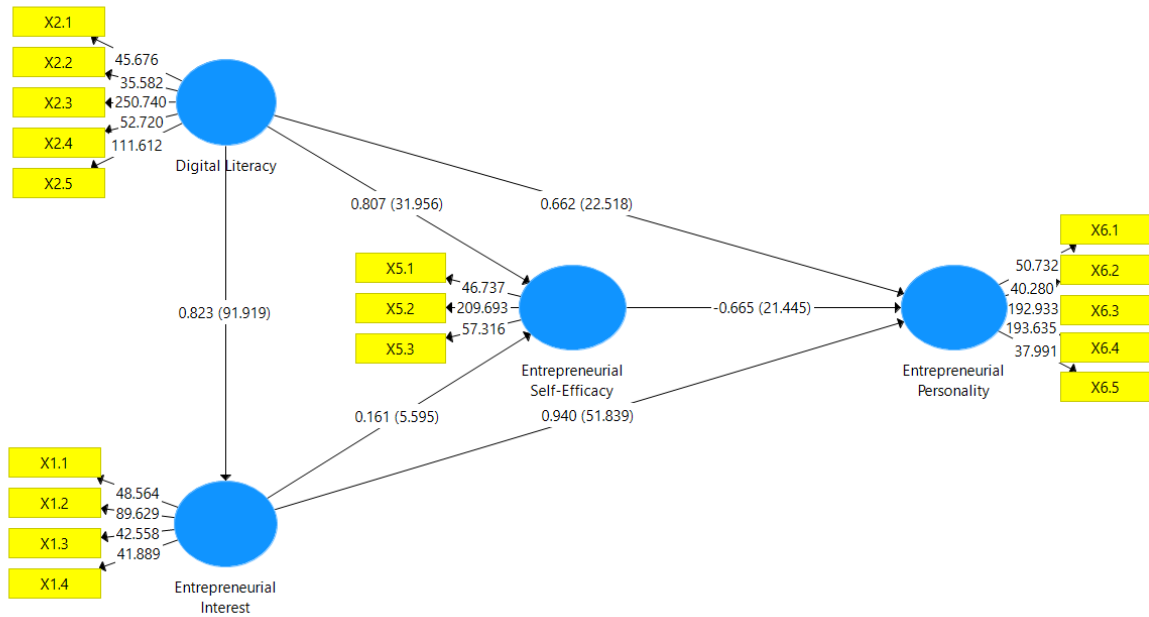 X2.1
X2.2
X2.3
X2.4
X2.5
45.676
35.582
250.740
52.720
111.612
Digital Literacy
0.807 (31.956)
0.662 (22.518)
0.823 (91.919)
X5.1
X5.2
X5.3
46.737
209.693
57.316
Entrepreneurial
Self-Efficacy
-0.665 (21.445)
X6.1
X6.2
X6.3
X6.4
X6.5
50.732
40.280
192.933
193.635
37.991
Entrepreneurial
Personality
0.161 (5.595)
0.940 (51.839)
X1.1
X1.2
X1.3
X1.4
48.564
89.629
42.558
41.889
Entrepreneurial
Interest